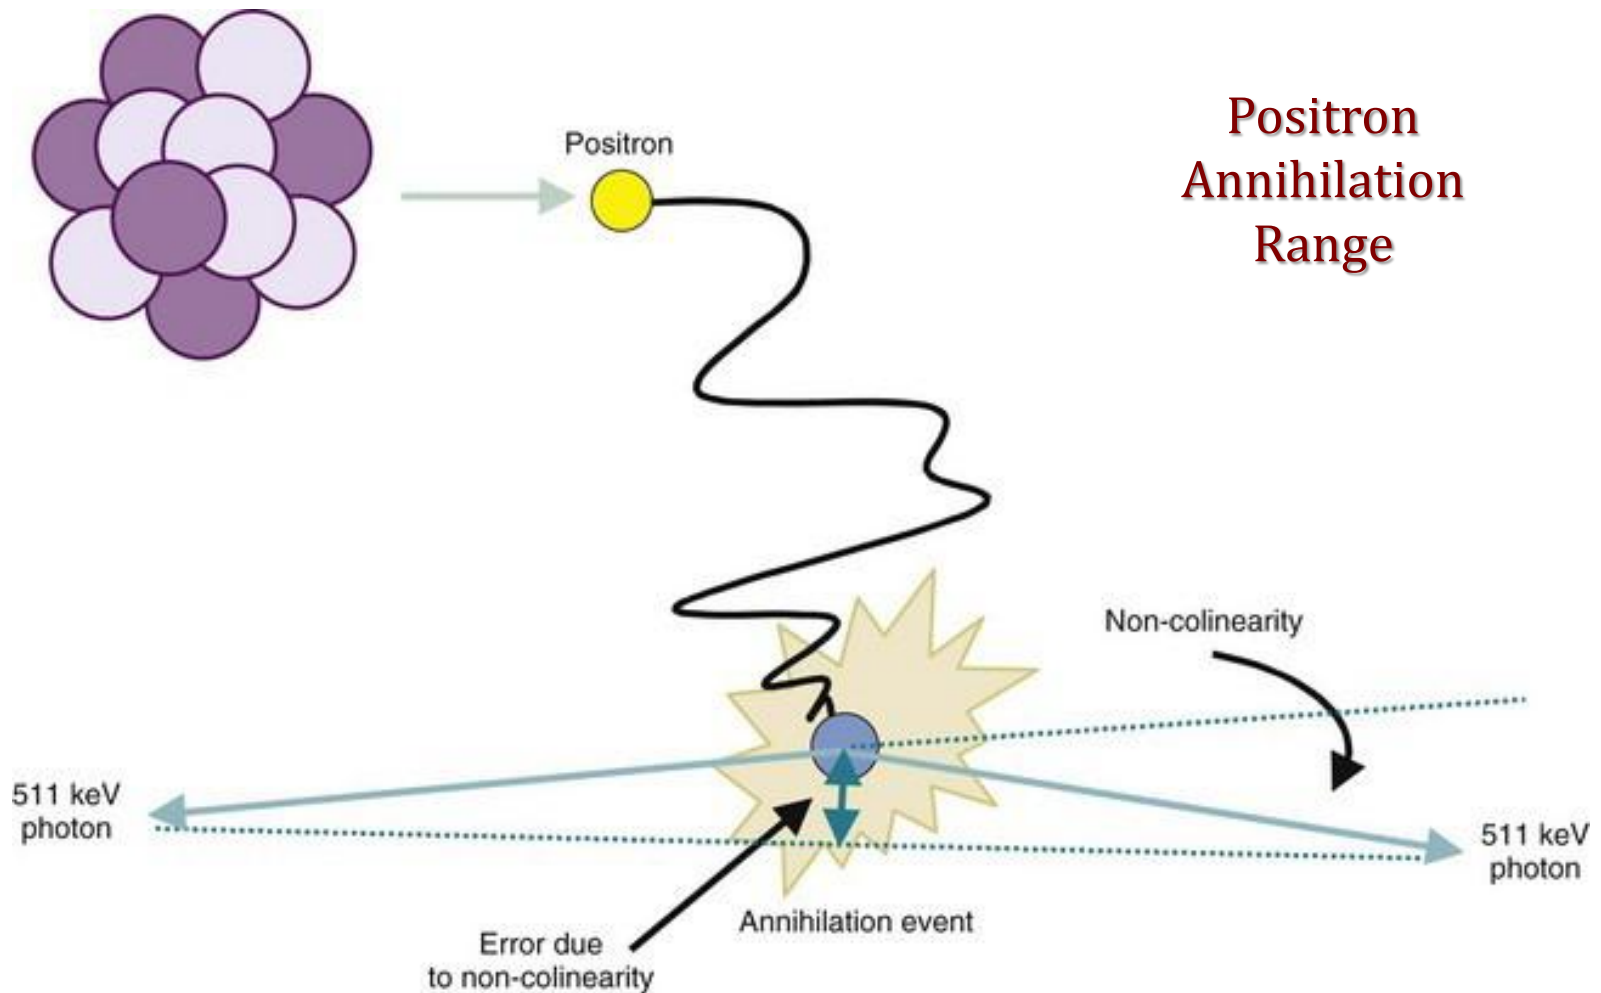 Positron
Annihilation
Range
Positron
Non-colinearity
511 keV
photon
511 keV
photon
Annihilation event
Error due
to non-colinearity